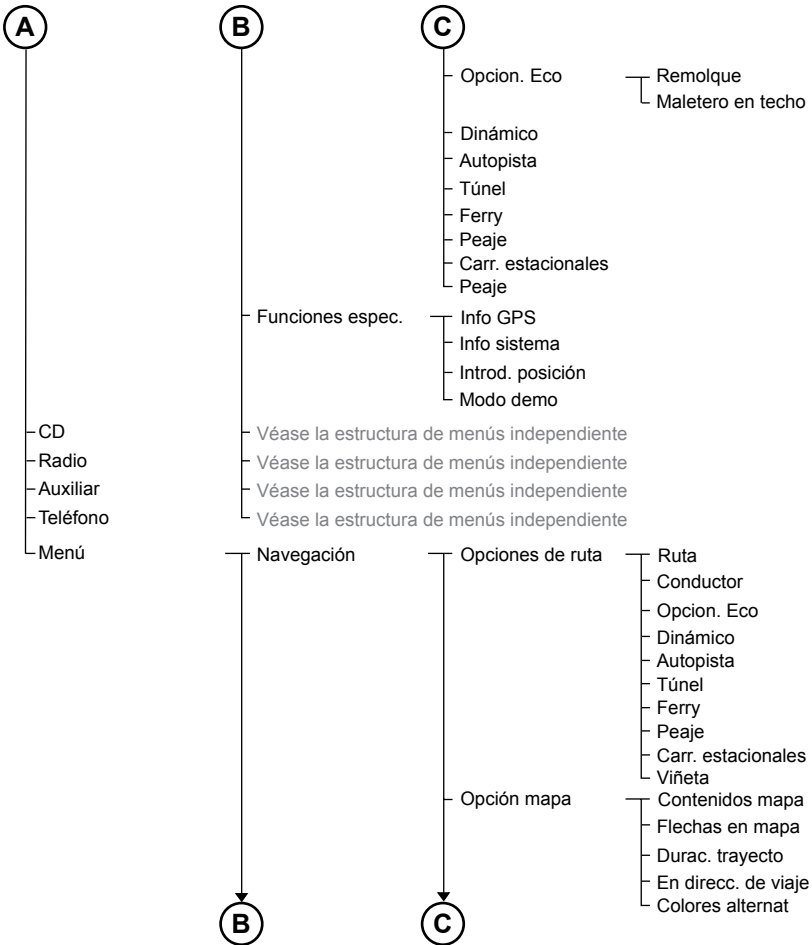 A B C
Opcion. Eco Remolque
Maletero en techo
Dinámico
Autopista
Túnel
Ferry
Peaje
Carr. estacionales
Peaje
Funciones espec. Info GPS
Info sistema
Introd. posición
Modo demo
CD Véase la estructura de menús independiente
Radio Véase la estructura de menús independiente
Auxiliar Véase la estructura de menús independiente
Teléfono Véase la estructura de menús independiente
Menú Navegación Opciones de ruta Ruta
Conductor
Opcion. Eco
Dinámico
Autopista
Túnel
Ferry
Peaje
Carr. estacionales
Viñeta
Opción mapa Contenidos mapa
Flechas en mapa
Durac. trayecto
En direcc. de viaje
Colores alternat
B C